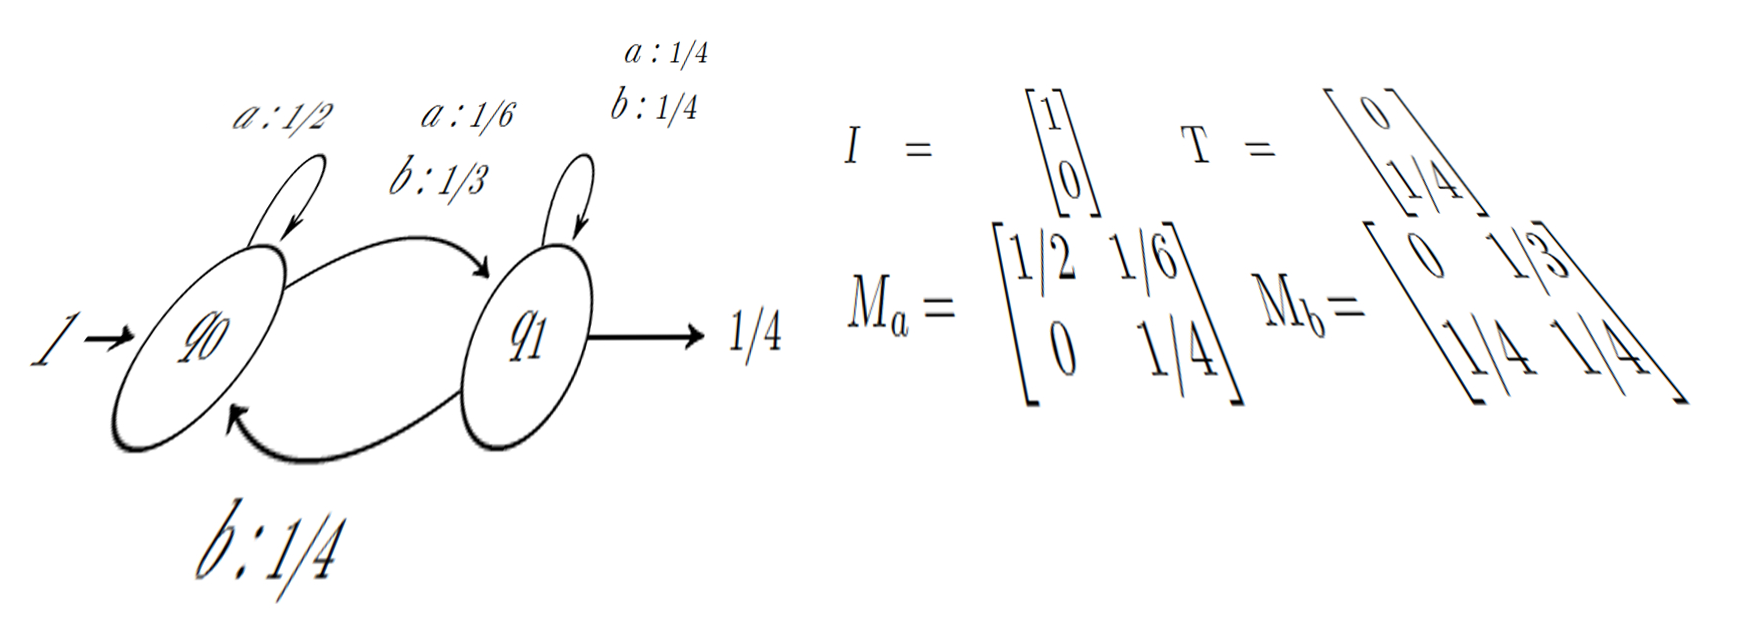 a : 1/4
b : 1/4
a : 1/2
a : 1/6
b : 1/3
1
q0
q1
1/4
b : 1/4
I = [1
0]
T = [0
1/4]
Ma = [1/2 1/6
0 1/4]
Mb = [0 1/3
1/4 1/4]